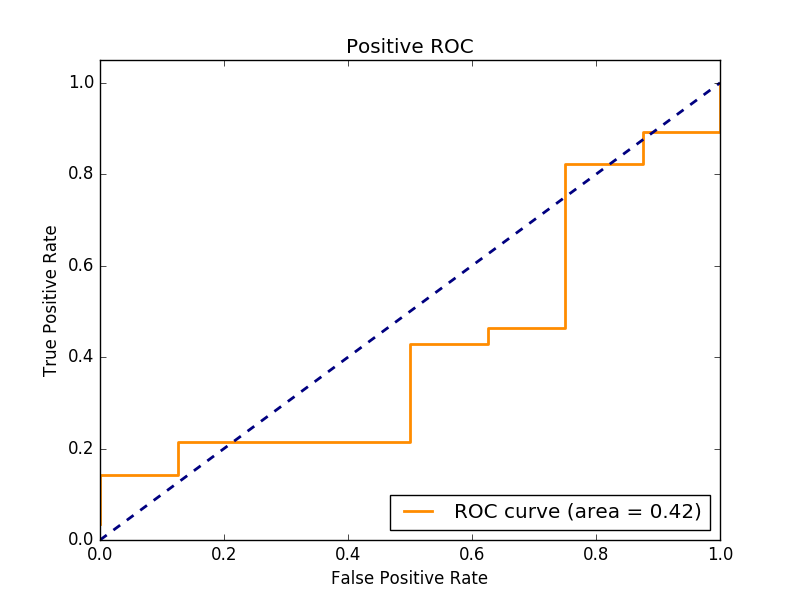 Positive ROC
True Positive Rate
1.0
0.8
0.6
0.4
0.2
0.0
ROC curve (area = 0.42)
0.0 0.2 0.4 0.6 0.8 1.0
False Positive Rate